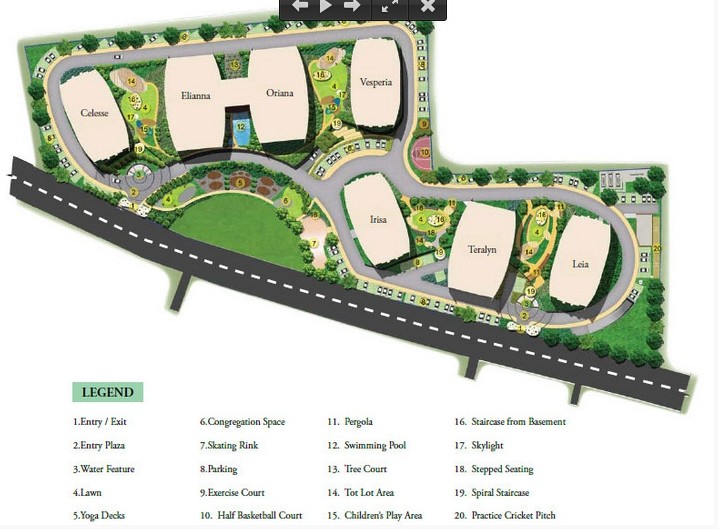 Celesse
Elianna
Oriana
Vesperia
Irisa
Teralyn
Leia
LEGEND
1.Entry / Exit
2.Entry Plaza
3.Water Feature
4.Lawn
5.Yoga Decks
6.Congregation Space
7.Skating Rink
8.Parking
9.Exercise Court
10. Half Basketball Court
11. Pergola
12. Swimming Pool
13. Tree Court
14. Tot Lot Area
15. Children's Play Area
16. Staircase from Basement
17. Skylight
18. Stepped Seating
19. Spiral Staircase
20. Practice Cricket Pitch